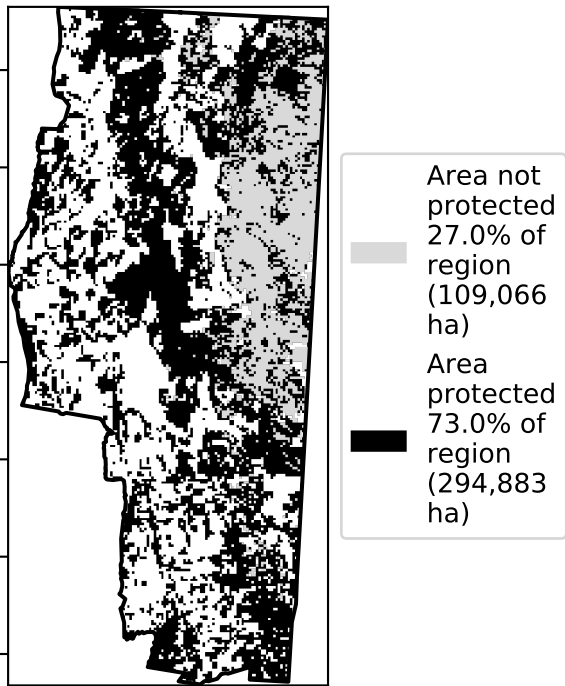 Area not
protected
27.0% of
region
(109,066
ha)
Area
protected
73.0% of
region
(294,883
ha)